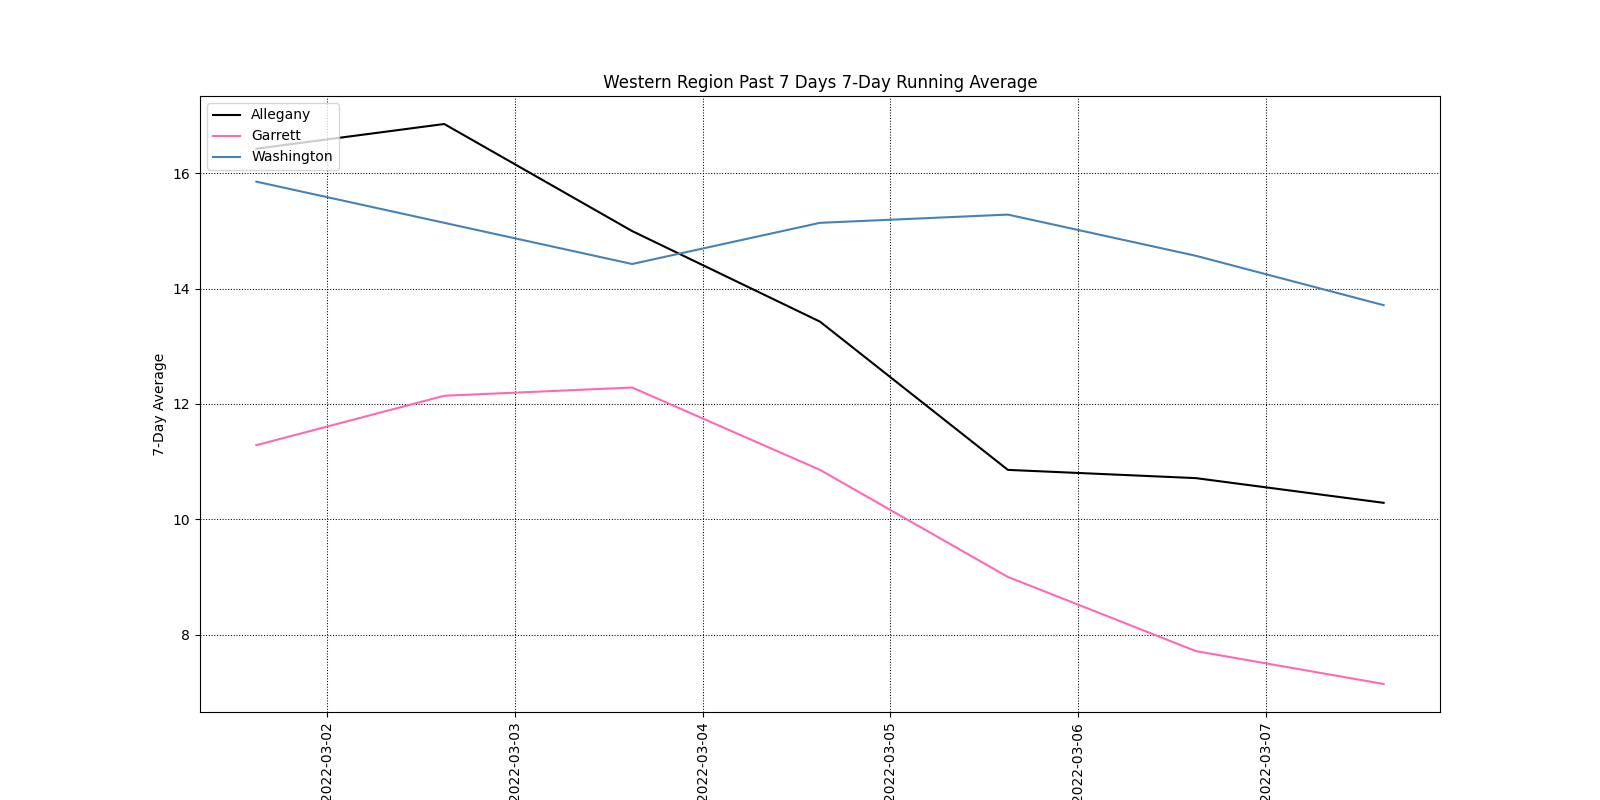 Western Region Past 7 Days 7-Day Running Average
Allegany
Garrett
Washington
7-Day Average
16
14
12
10
8
2022-03-02
2022-03-03
2022-03-04
2022-03-05
2022-03-06
2022-03-07